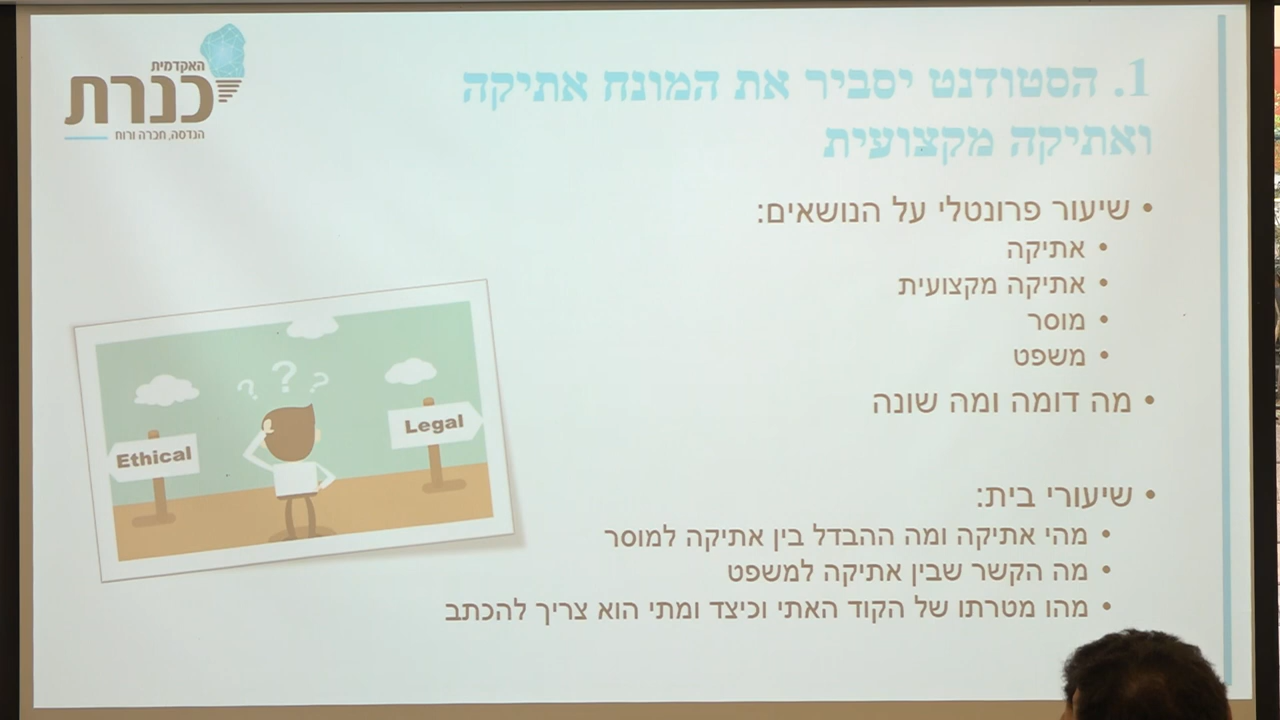 האקדמית
כנרת
הנדסה, חברה ורוח
1. הסטודנט יסביר את המונח אתיקה
ואתיקה מקצועית
• שיעור פרונטלי על הנושאים:
• אתיקה
• אתיקה מקצועית
• מוסר
• משפט
• מה דומה ומה שונה
? ? ?
Ethical
Legal
• שיעורי בית:
• מהי אתיקה ומה ההבדל בין אתיקה למוסר
• מה הקשר שבין אתיקה למשפט
• מהו מטרתו של הקוד האתי וכיצד ומתי הוא צריך להכתב